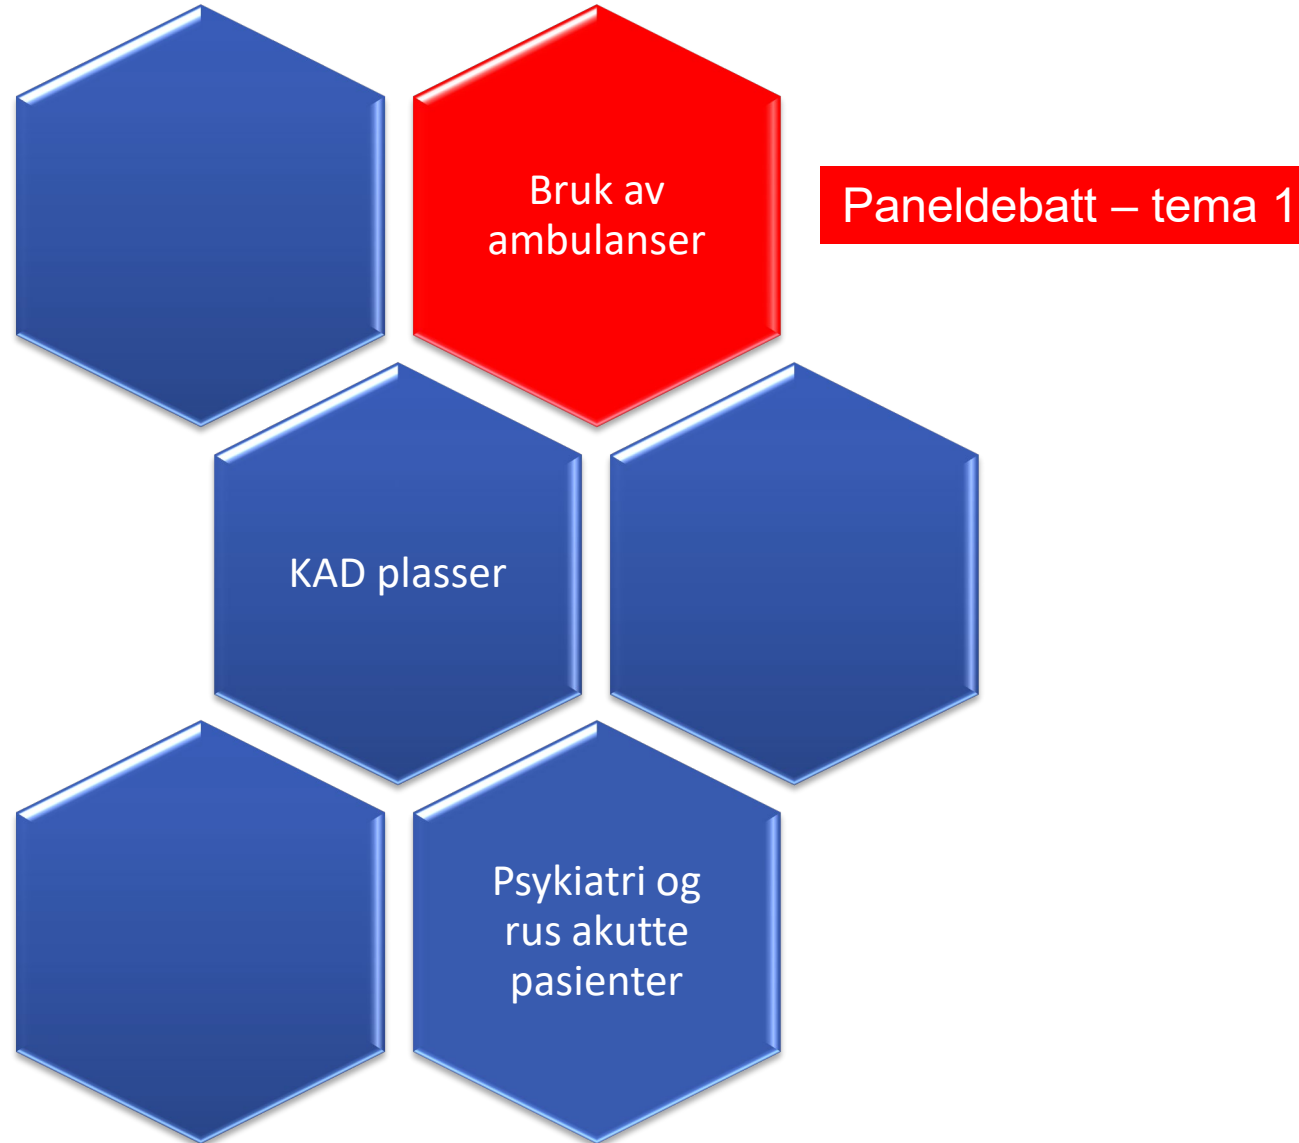 Bruk av
ambulanser
Paneldebatt – tema 1
KAD plasser
Psykiatri og
rus akutte
pasienter